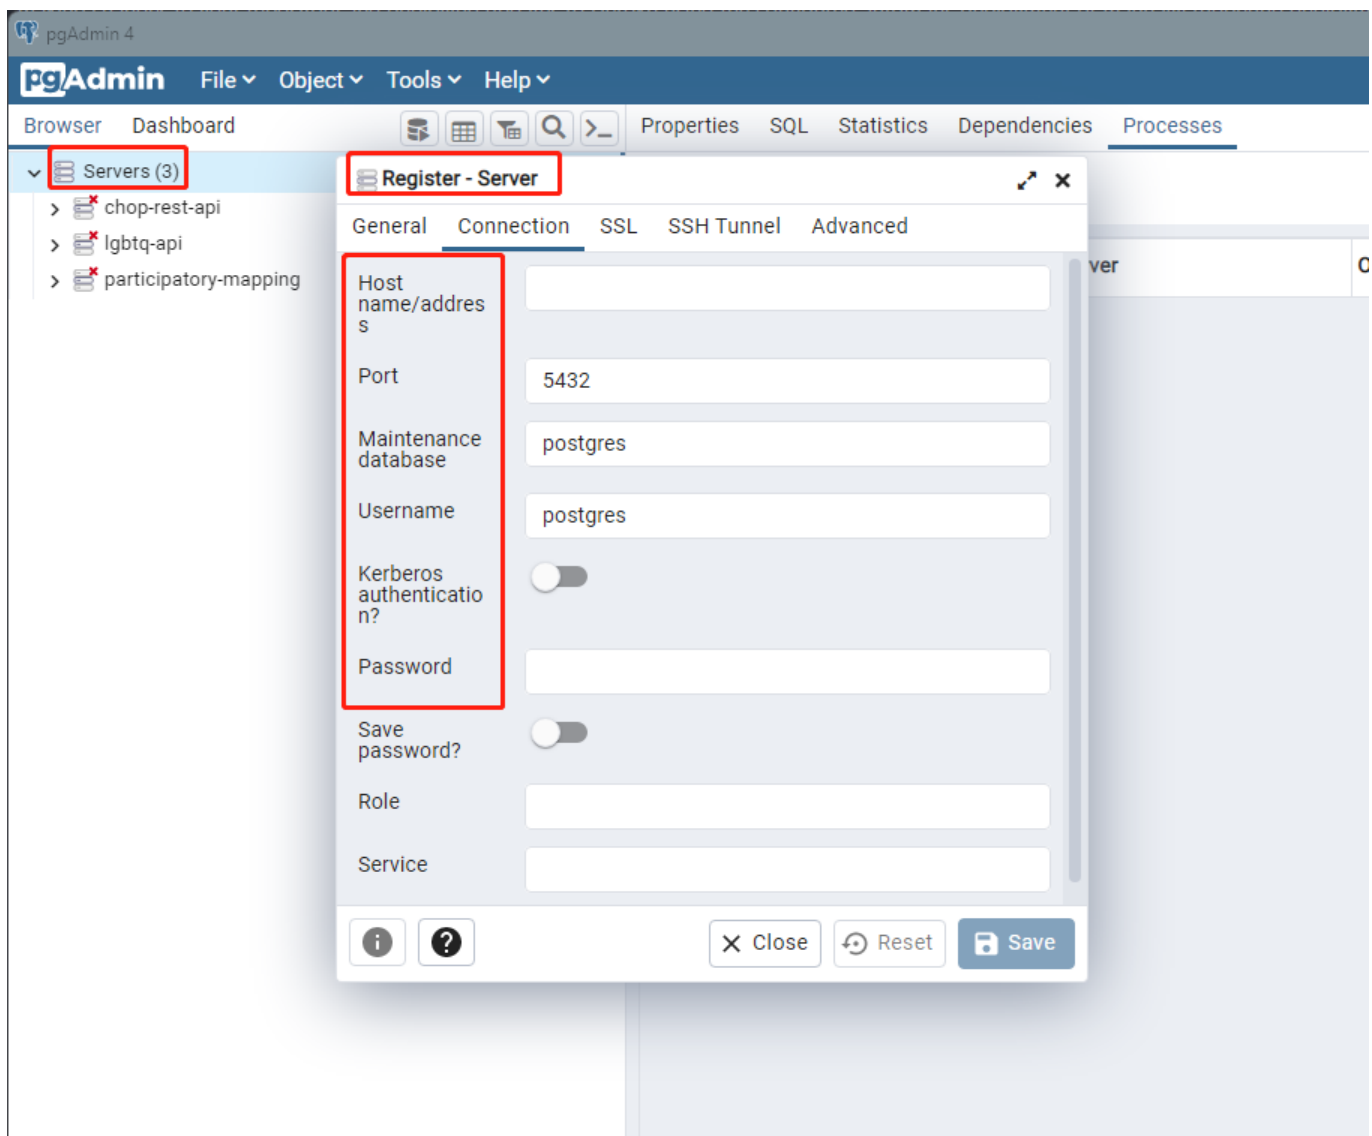 pgAdmin 4
pgAdmin File Object Tools Help
Browser Dashboard Properties SQL Statistics Dependencies Processes
Servers (3)
chop-rest-api
lgbtq-api
participatory-mapping
Register - Server
General Connection SSL SSH Tunnel Advanced
ver
Host
name/addres
s
Port
5432
Maintenance
database
postgres
Username
postgres
Kerberos
authenticatio
n?
Password
Save
password?
Role
Service
Close Reset Save